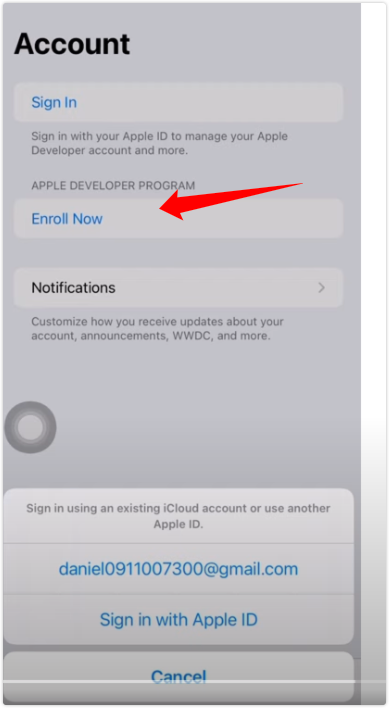 Account
Sign In
Sign in with your Apple ID to manage your Apple
Developer account and more.
APPLE DEVELOPER PROGRAM
Enroll Now
Notifications
Customize how you receive updates about your
account, announcements, WWDC, and more.
Sign in using an existing iCloud account or use another
Apple ID.
daniel0911007300@gmail.com
Sign in with Apple ID
Cancel